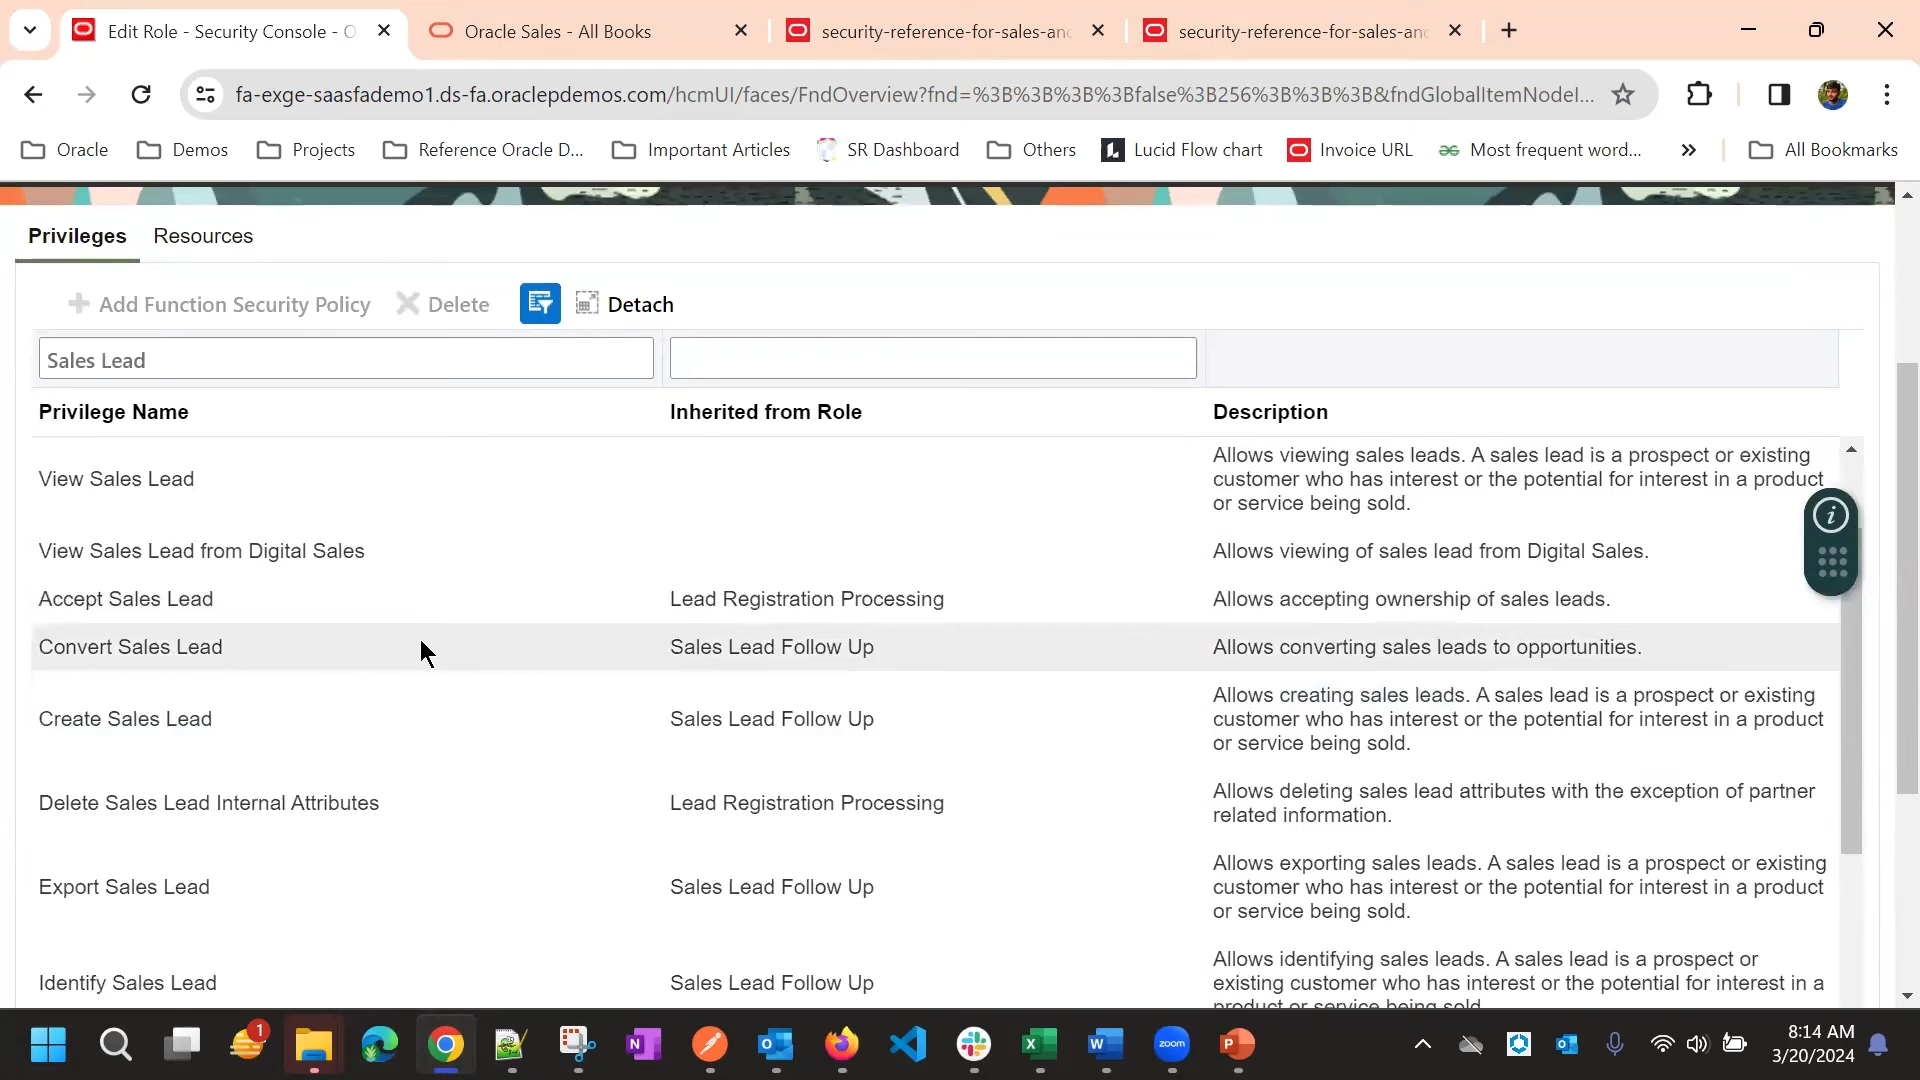 Edit Role - Security Console - O
Oracle Sales - All Books
security-reference-for-sales-and
security-reference-for-sales-and
fa-exge-saasfademo1.ds-fa.oraclepdemos.com/hcmUI/faces/FndOverview?fnd=%3B%3B%3B%3Bfalse%3B256%3B%3B%3B&fndGlobalItemNodeI...
Oracle
Demos
Projects
Reference Oracle D...
Important Articles
SR Dashboard
Others
Lucid Flow chart
Invoice URL
Most frequent word...
All Bookmarks
Privileges
Resources
Add Function Security Policy
Delete
Detach
Sales Lead
Privilege Name
Inherited from Role
Description
View Sales Lead
Allows viewing sales leads. A sales lead is a prospect or existing
customer who has interest or the potential for interest in a product
or service being sold.
View Sales Lead from Digital Sales
Allows viewing of sales lead from Digital Sales.
Accept Sales Lead
Lead Registration Processing
Allows accepting ownership of sales leads.
Convert Sales Lead
Sales Lead Follow Up
Allows converting sales leads to opportunities.
Create Sales Lead
Sales Lead Follow Up
Allows creating sales leads. A sales lead is a prospect or existing
customer who has interest or the potential for interest in a product
or service being sold.
Delete Sales Lead Internal Attributes
Lead Registration Processing
Allows deleting sales lead attributes with the exception of partner
related information.
Export Sales Lead
Sales Lead Follow Up
Allows exporting sales leads. A sales lead is a prospect or existing
customer who has interest or the potential for interest in a product
or service being sold.
Identify Sales Lead
Sales Lead Follow Up
Allows identifying sales leads. A sales lead is a prospect or
existing customer who has interest or the potential for interest in a
product or service being sold.
1
zoom
8:14 AM
3/20/2024